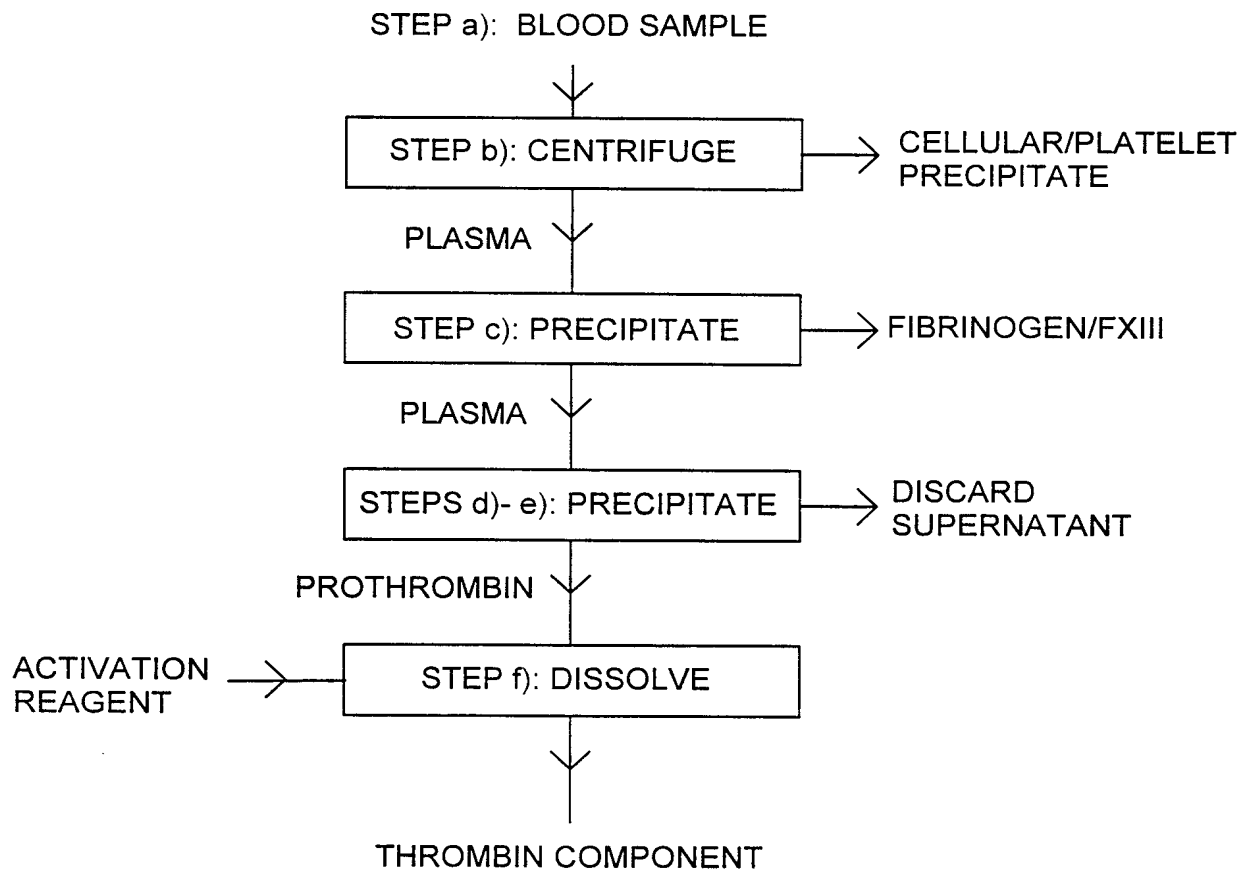 STEP a): BLOOD SAMPLE
STEP b): CENTRIFUGE
CELLULAR/PLATELET
PRECIPITATE
PLASMA
STEP c): PRECIPITATE
FIBRINOGEN/FXIII
PLASMA
STEPS d)- e): PRECIPITATE
DISCARD
SUPERNATANT
PROTHROMBIN
ACTIVATION
REAGENT
STEP f): DISSOLVE
THROMBIN COMPONENT